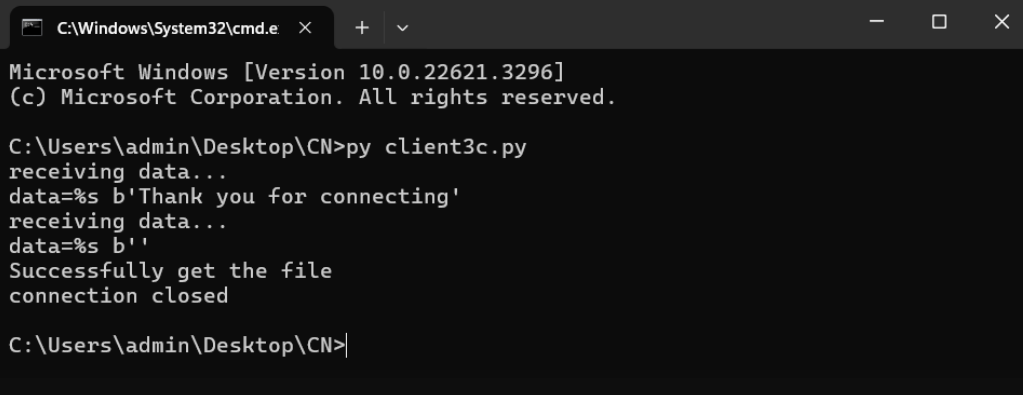 C:\Windows\System32\cmd.e
Microsoft Windows [Version 10.0.22621.3296]
(c) Microsoft Corporation. All rights reserved.
C:\Users\admin\Desktop\CN>py client3c.py
receiving data...
data=%s b'Thank you for connecting'
receiving data...
data=%s b''
Successfully get the file
connection closed
C:\Users\admin\Desktop\CN>